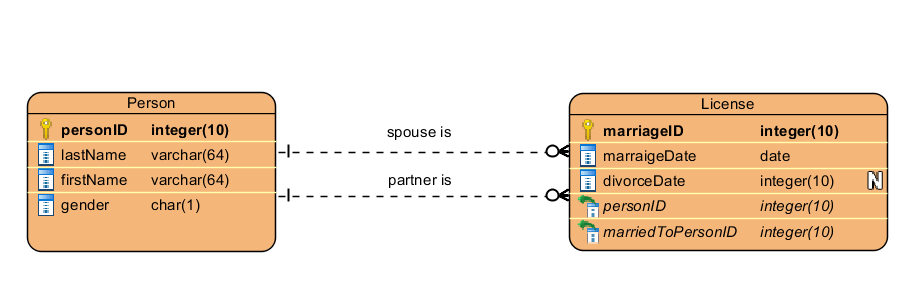 Person
personID integer(10)
lastName varchar(64)
firstName varchar(64)
gender char(1)
spouse is
partner is
License
marriageID integer(10)
marraigeDate date
divorceDate integer(10) N
personID integer(10)
marriedToPersonID integer(10)